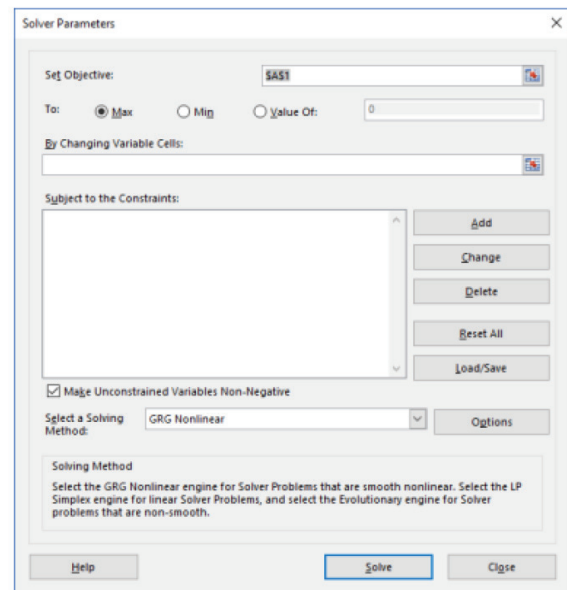 Solver Parameters
Set Objective: $A$1
To: Max Min Value Of: 0
By Changing Variable Cells:
Subject to the Constraints:
Add
Change
Delete
Reset All
Load/Save
Make Unconstrained Variables Non-Negative
Select a Solving
Method:
GRG Nonlinear
Options
Solving Method
Select the GRG Nonlinear engine for Solver Problems that are smooth nonlinear. Select the LP
Simplex engine for linear Solver Problems, and select the Evolutionary engine for Solver
problems that are non-smooth.
Help Solve Close